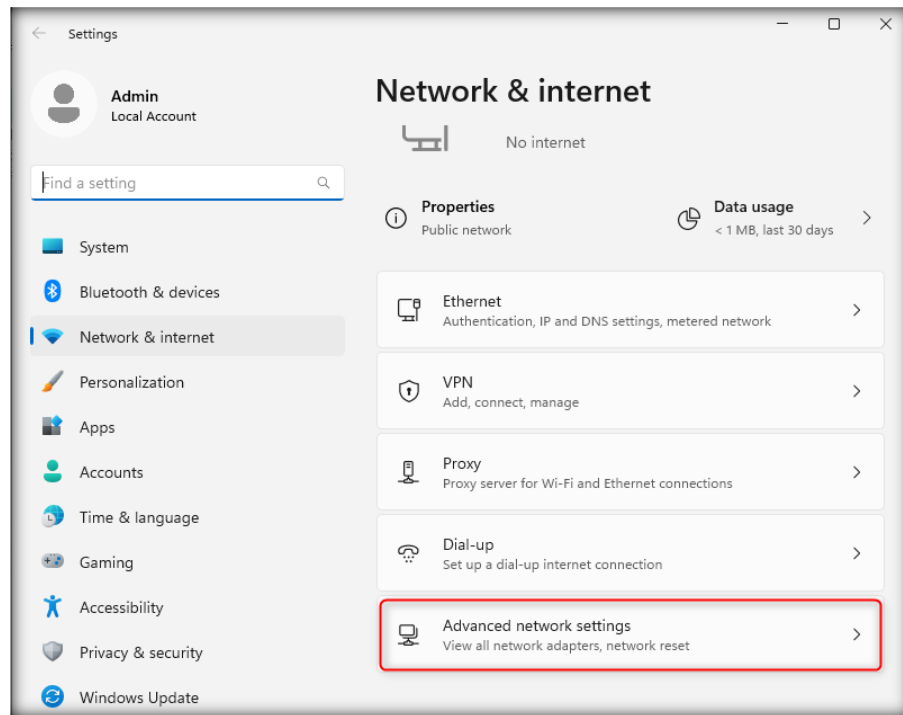 Settings
Admin
Local Account
Find a setting
System
Bluetooth & devices
Network & internet
Personalization
Apps
Accounts
Time & language
Gaming
Accessibility
Privacy & security
Windows Update
Network & internet
No internet
Properties
Public network
Data usage
< 1 MB, last 30 days
Ethernet
Authentication, IP and DNS settings, metered network
VPN
Add, connect, manage
Proxy
Proxy server for Wi-Fi and Ethernet connections
Dial-up
Set up a dial-up internet connection
Advanced network settings
View all network adapters, network reset